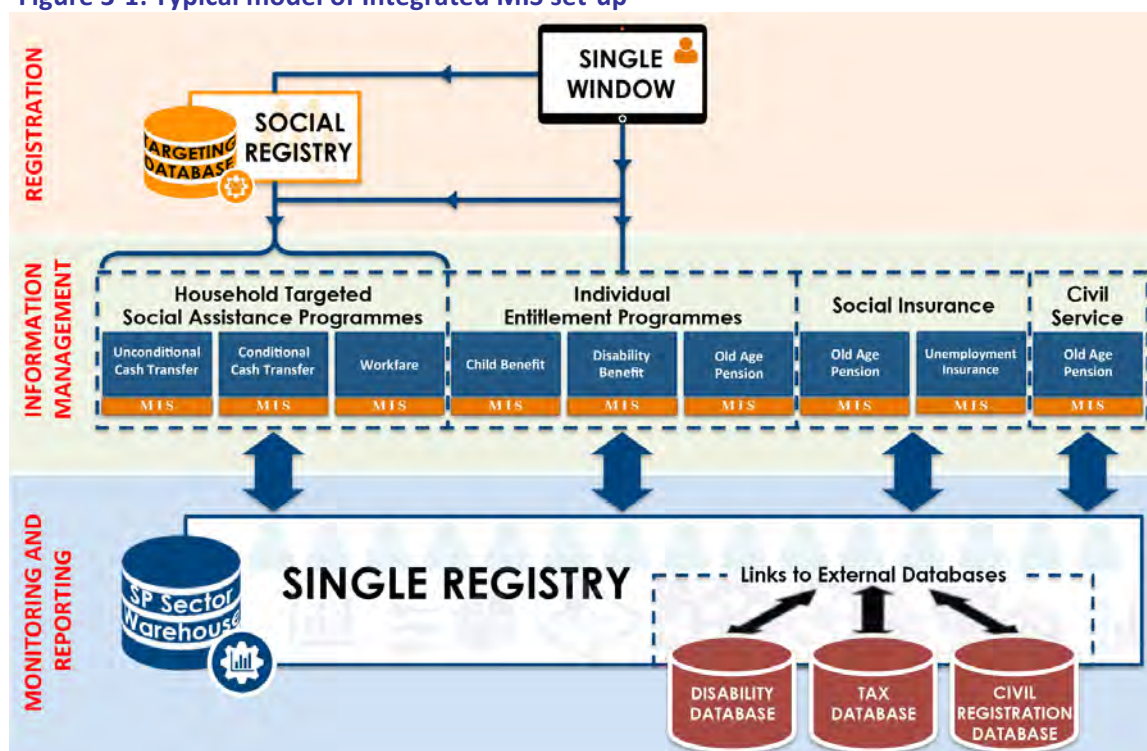 Figure 3-1: Typical model of integrated MIS set-up
REGISTRATION
SINGLE
WINDOW
SOCIAL
REGISTRY
TARGETING
DATABASE
INFORMATION
MANAGEMENT
Household Targeted
Social Assistance Programmes
Individual
Entitlement Programmes
Social Insurance
Civil
Service
Unconditional
Cash Transfer
MIS
Conditional
Cash Transfer
MIS
Workfare
MIS
Child Benefit
MIS
Disability
Benefit
MIS
Old Age
Pension
MIS
Old Age
Pension
MIS
Unemployment
Insurance
MIS
Old Age
Pension
MIS
MONITORING AND
REPORTING
SP Sector
Warehouse
SINGLE REGISTRY
Links to External Databases
DISABILITY
DATABASE
TAX
DATABASE
CIVIL
REGISTRATION
DATABASE